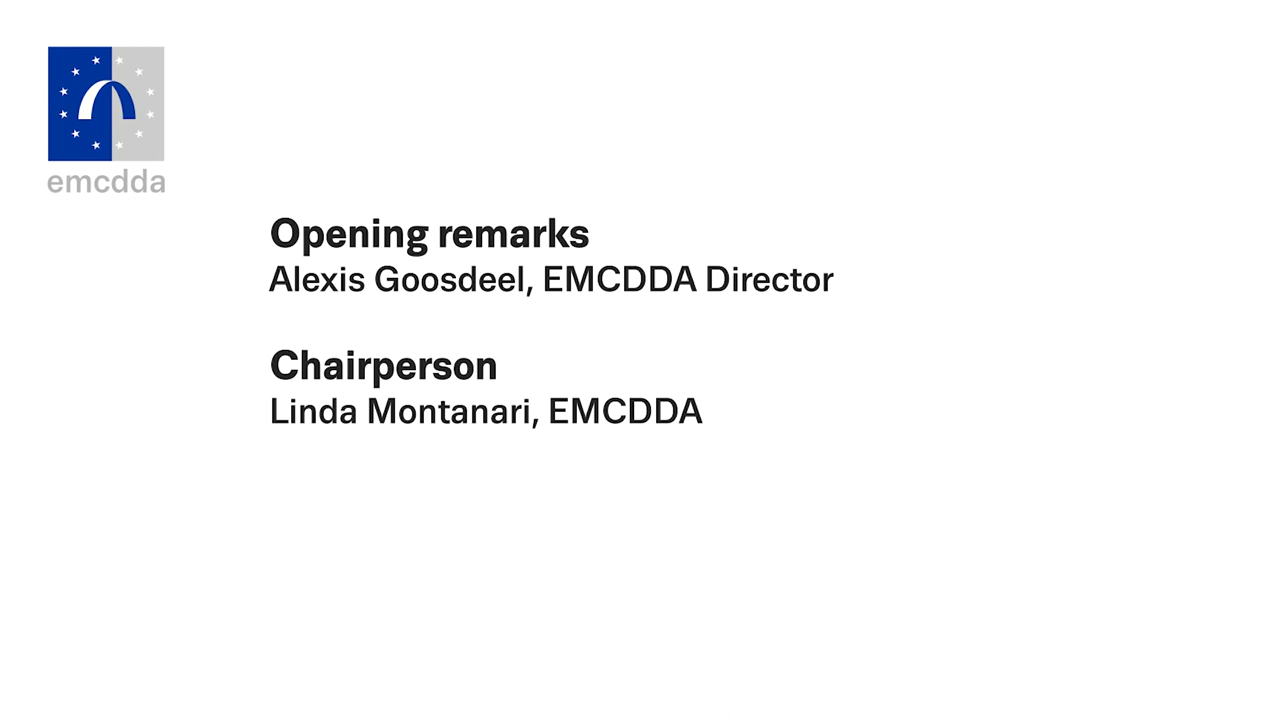 emcdda
Opening remarks
Alexis Goosdeel, EMCDDA Director
Chairperson
Linda Montanari, EMCDDA